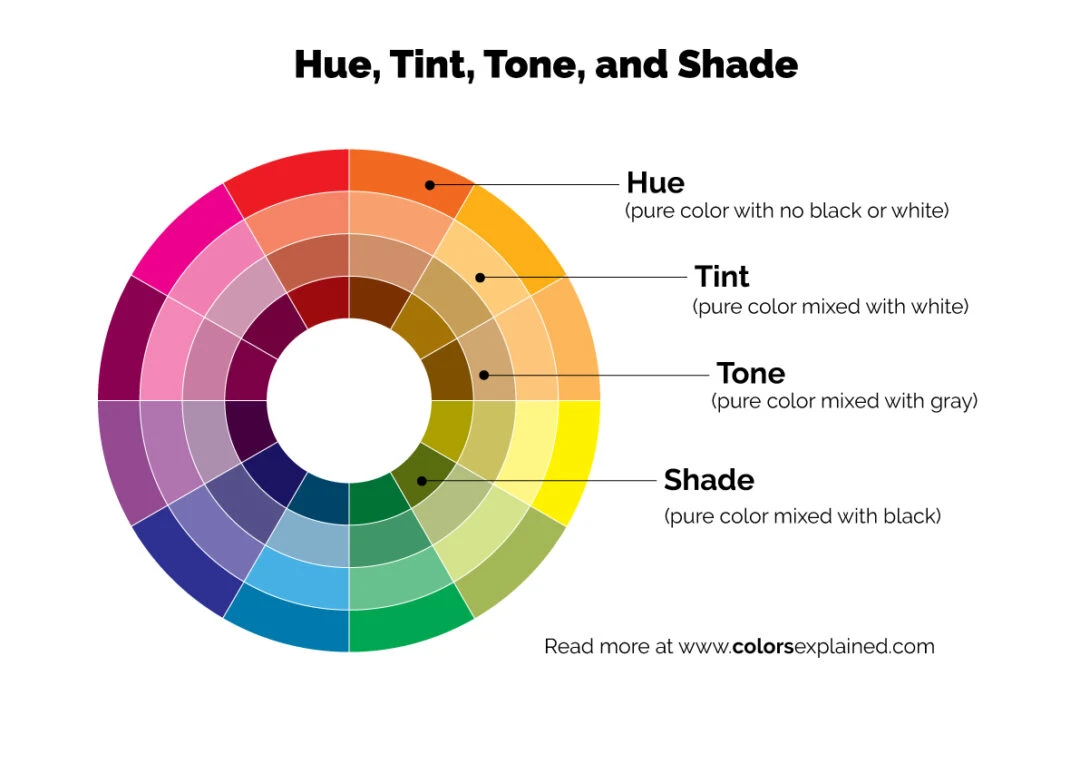 Hue, Tint, Tone, and Shade
Hue
(pure color with no black or white)
Tint
(pure color mixed with white)
Tone
(pure color mixed with gray)
Shade
(pure color mixed with black)
Read more at www.colorsexplained.com